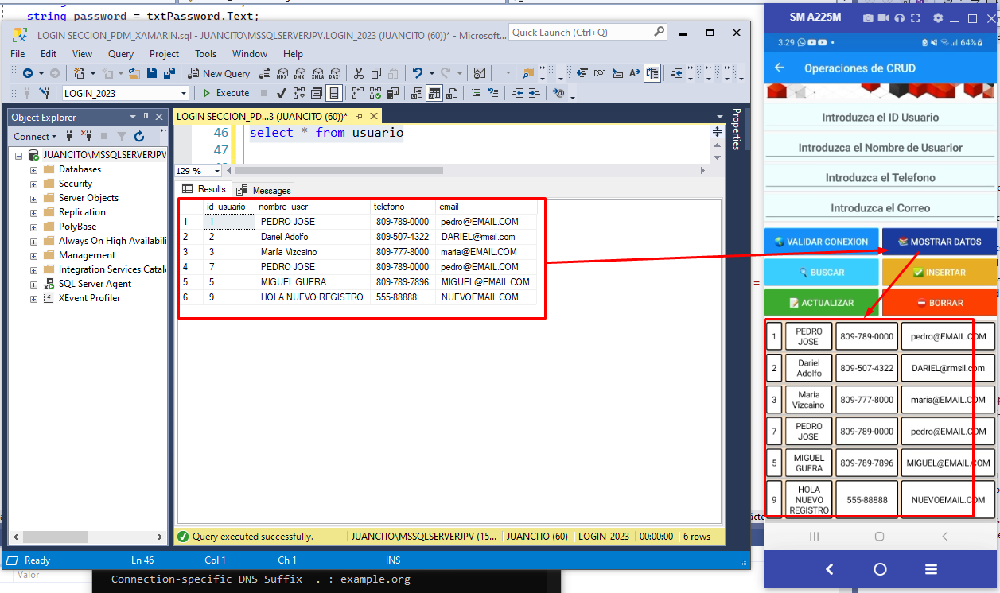 string password = txtPassword.Text;
LOGIN SECCION_PDM_XAMARIN.sql - JUANCITO\MSSQLSERVERJPV.LOGIN_2023 (JUANCITO (60))* - Microsoft...
Quick Launch (Ctrl+Q)
File Edit View Query Project Tools Window Help
New Query
MDX DMX XMLA DAX
LOGIN_2023
Execute
Object Explorer
Connect
JUANCITO\MSSQLSERVERJPV
Databases
Security
Server Objects
Replication
PolyBase
Always On High Availabili
Management
Integration Services Catal
SQL Server Agent
XEvent Profiler
LOGIN SECCION_PD...3 (JUANCITO (60))*
46 select * from usuario
47
129 %
Results Messages
id_usuario nombre_user telefono email
1 1 PEDRO JOSE 809-789-0000 pedro@EMAIL.COM
2 2 Dariel Adolfo 809-507-4322 DARIEL@rmsil.com
3 3 María Vizcaino 809-777-8000 maria@EMAIL.COM
4 7 PEDRO JOSE 809-789-0000 pedro@EMAIL.COM
5 5 MIGUEL GUERA 809-789-7896 MIGUEL@EMAIL.COM
6 9 HOLA NUEVO REGISTRO 555-88888 NUEVOEMAIL.COM
Properties
Query executed successfully.
JUANCITO\MSSQLSERVERJPV (15... JUANCITO (60) LOGIN_2023 00:00:00 6 rows
Ready Ln 46 Col 1 Ch 1 INS
Valor
Connection-specific DNS Suffix . : example.org
SM A225M
3:29
64%
Operaciones de CRUD
Introduzca el ID Usuario
Introduzca el Nombre de Usuarior
Introduzca el Telefono
Introduzca el Correo
VALIDAR CONEXION
MOSTRAR DATOS
BUSCAR
INSERTAR
ACTUALIZAR
BORRAR
1 PEDRO JOSE 809-789-0000 pedro@EMAIL.COM
2 Dariel Adolfo 809-507-4322 DARIEL@rmsil.com
3 María Vizcaino 809-777-8000 maria@EMAIL.COM
7 PEDRO JOSE 809-789-0000 pedro@EMAIL.COM
5 MIGUEL GUERA 809-789-7896 MIGUEL@EMAIL.COM
9 HOLA NUEVO REGISTRO 555-88888 NUEVOEMAIL.COM